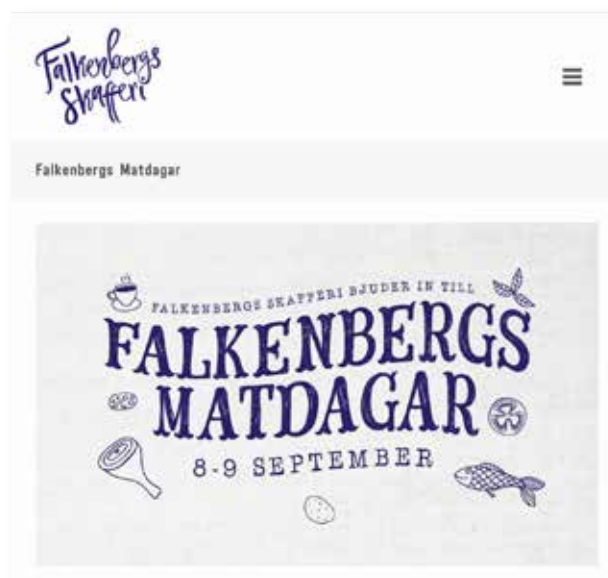 Falkenbergs
Skafferi
Falkenbergs Matdagar
FALKENBERGS SKAFFERI BJUDER IN TILL
FALKENBERGS
MATDAGAR
8-9 SEPTEMBER